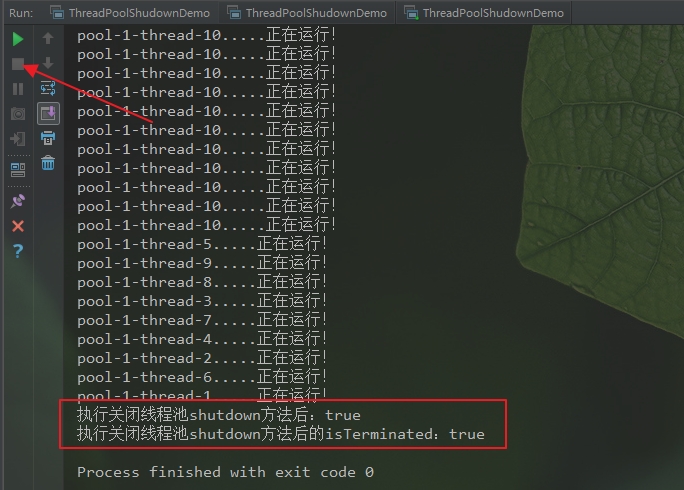 Run: ThreadPoolShudownDemo ThreadPoolShudownDemo ThreadPoolShudownDemo
pool-1-thread-10.....正在运行!
pool-1-thread-10.....正在运行!
pool-1-thread-10.....正在运行!
pool-1-thread-10.....正在运行!
pool-1-thread-10.....正在运行!
pool-1-thread-10.....正在运行!
pool-1-thread-10.....正在运行!
pool-1-thread-10.....正在运行!
pool-1-thread-10.....正在运行!
pool-1-thread-10.....正在运行!
pool-1-thread-10.....正在运行!
pool-1-thread-5.....正在运行!
pool-1-thread-9.....正在运行!
pool-1-thread-8.....正在运行!
pool-1-thread-3.....正在运行!
pool-1-thread-7.....正在运行!
pool-1-thread-4.....正在运行!
pool-1-thread-2.....正在运行!
pool-1-thread-6.....正在运行!
pool-1-thread-1.....正在运行!
执行关闭线程池shutdown方法后：true
执行关闭线程池shutdown方法后的isTerminated：true
Process finished with exit code 0